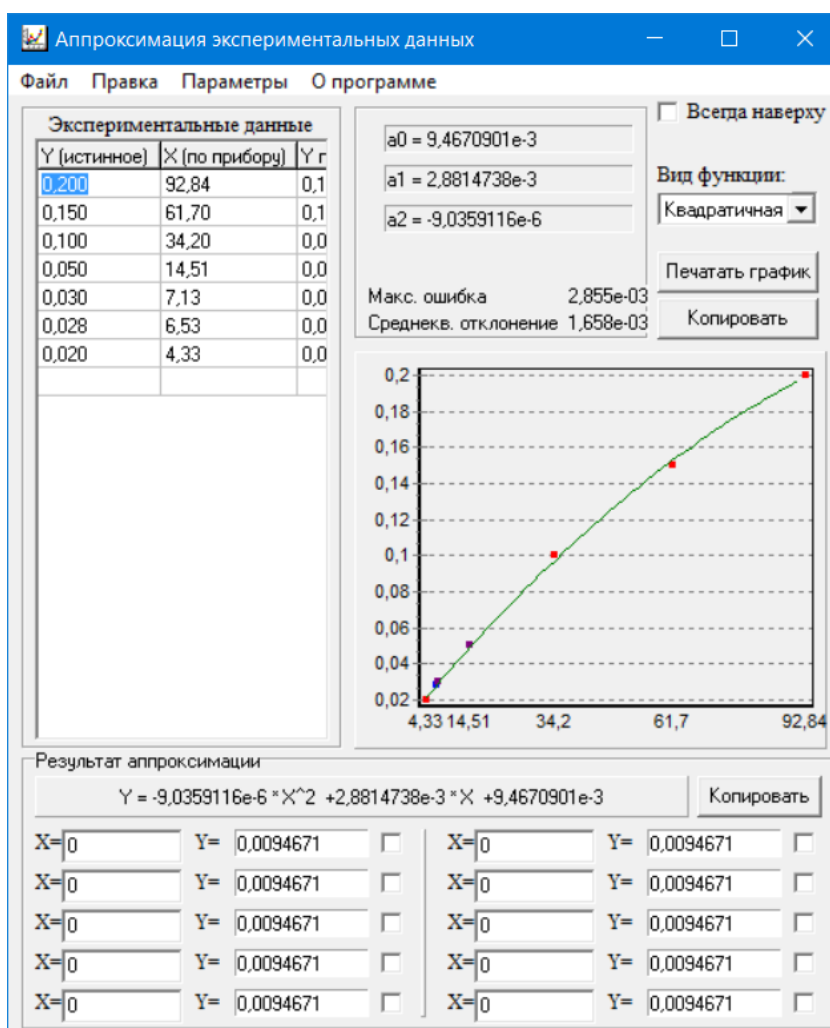 Аппроксимация экспериментальных данных
Файл Правка Параметры О программе
Экспериментальные данные
Y (истинное) X (по прибору) Y г
0,200 92,84 0,1
0,150 61,70 0,1
0,100 34,20 0,0
0,050 14,51 0,0
0,030 7,13 0,0
0,028 6,53 0,0
0,020 4,33 0,0
a0 = 9,4670901e-3
a1 = 2,8814738e-3
a2 = -9,0359116e-6
Макс. ошибка 2,855e-03
Среднекв. отклонение 1,658e-03
Всегда наверху
Вид функции:
Квадратичная
Печатать график
Копировать
0,2
0,18
0,16
0,14
0,12
0,1
0,08
0,06
0,04
0,02
4,33 14,51 34,2 61,7 92,84
Результат аппроксимации
Y = -9,0359116e-6 * X^2 +2,8814738e-3 * X +9,4670901e-3 Копировать
X= 0 Y= 0,0094671 X= 0 Y= 0,0094671
X= 0 Y= 0,0094671 X= 0 Y= 0,0094671
X= 0 Y= 0,0094671 X= 0 Y= 0,0094671
X= 0 Y= 0,0094671 X= 0 Y= 0,0094671
X= 0 Y= 0,0094671 X= 0 Y= 0,0094671